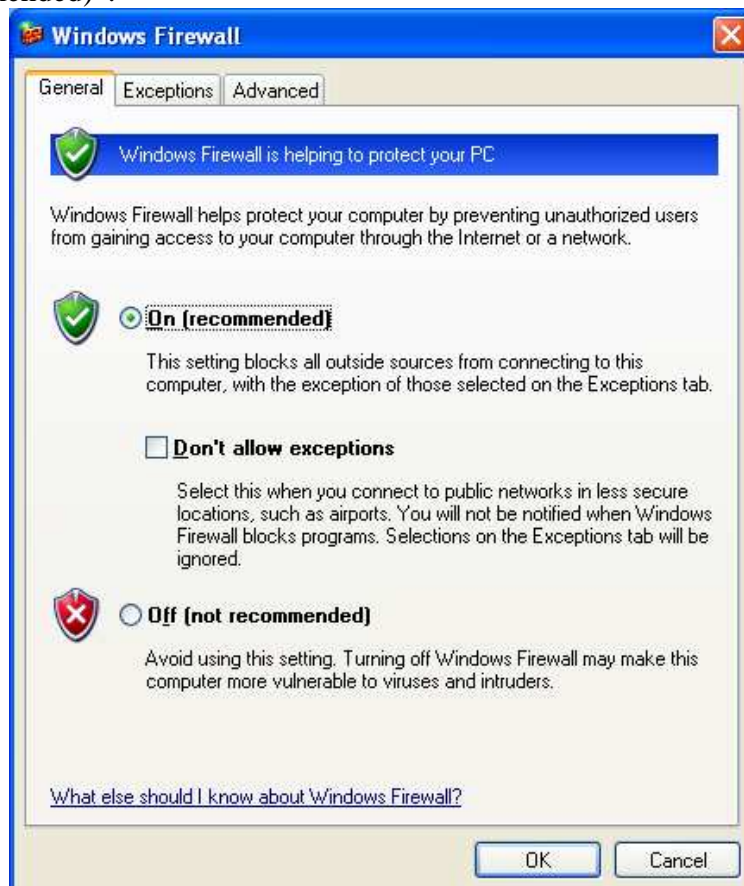 Windows Firewall
General Exceptions Advanced
Windows Firewall is helping to protect your PC
Windows Firewall helps protect your computer by preventing unauthorized users
from gaining access to your computer through the Internet or a network.
On (recommended)
This setting blocks all outside sources from connecting to this
computer, with the exception of those selected on the Exceptions tab.
Don't allow exceptions
Select this when you connect to public networks in less secure
locations, such as airports. You will not be notified when Windows
Firewall blocks programs. Selections on the Exceptions tab will be
ignored.
Off (not recommended)
Avoid using this setting. Turning off Windows Firewall may make this
computer more vulnerable to viruses and intruders.
What else should I know about Windows Firewall?
OK Cancel